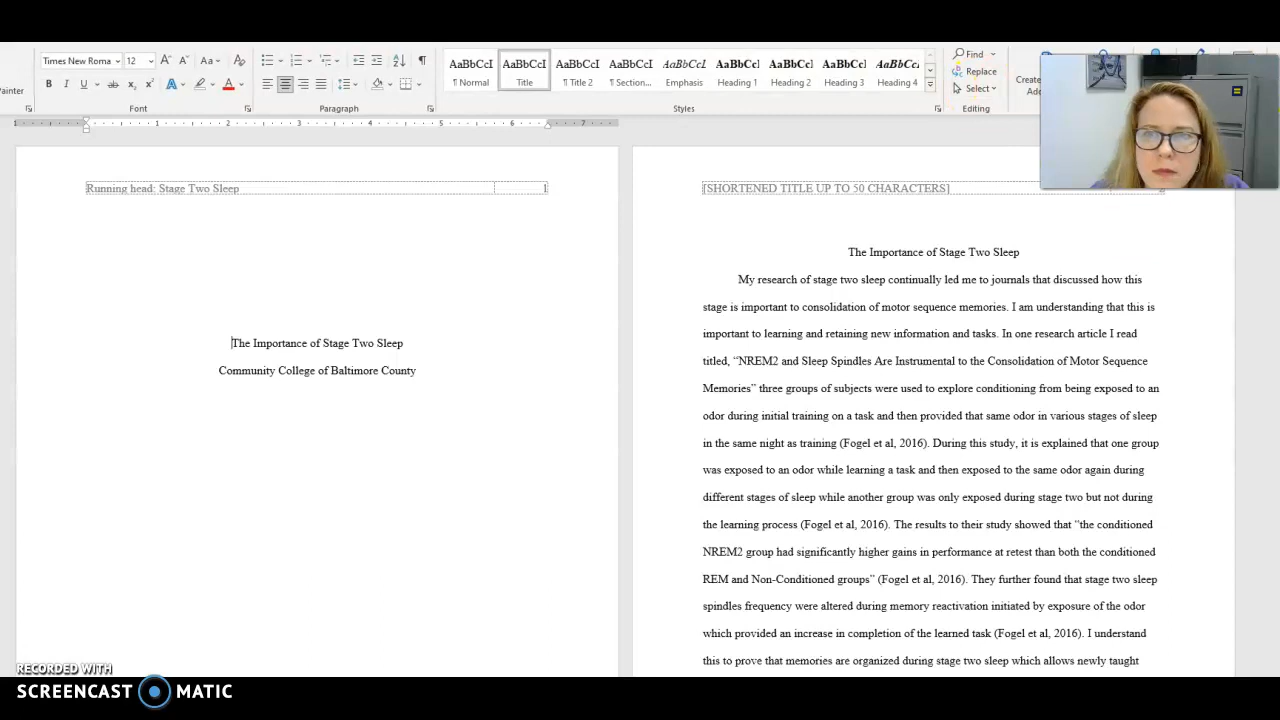 Times New Roma 12 Aa
Find
Replace
Select
Editing
Painter
AaBbCcI AaBbCcI AaBbCcI AaBbCcI AaBbCcI AaBbCcI AaBbCcI AaBbCcI AaBbCc.
¶ Normal Title ¶ Title 2 ¶ Section... Emphasis Heading 1 Heading 2 Heading 3 Heading 4
Create
Font Paragraph Styles
1 1 2 3 4 5 6 7
Running head: Stage Two Sleep 1
The Importance of Stage Two Sleep
Community College of Baltimore County
[SHORTENED TITLE UP TO 50 CHARACTERS]
The Importance of Stage Two Sleep
My research of stage two sleep continually led me to journals that discussed how this
stage is important to consolidation of motor sequence memories. I am understanding that this is
important to learning and retaining new information and tasks. In one research article I read
titled, “NREM2 and Sleep Spindles Are Instrumental to the Consolidation of Motor Sequence
Memories” three groups of subjects were used to explore conditioning from being exposed to an
odor during initial training on a task and then provided that same odor in various stages of sleep
in the same night as training (Fogel et al, 2016). During this study, it is explained that one group
was exposed to an odor while learning a task and then exposed to the same odor again during
different stages of sleep while another group was only exposed during stage two but not during
the learning process (Fogel et al, 2016). The results to their study showed that “the conditioned
NREM2 group had significantly higher gains in performance at retest than both the conditioned
REM and Non-Conditioned groups” (Fogel et al, 2016). They further found that stage two sleep
spindles frequency were altered during memory reactivation initiated by exposure of the odor
which provided an increase in completion of the learned task (Fogel et al, 2016). I understand
this to prove that memories are organized during stage two sleep which allows newly taught
RECORDED WITH
SCREENCAST MATIC